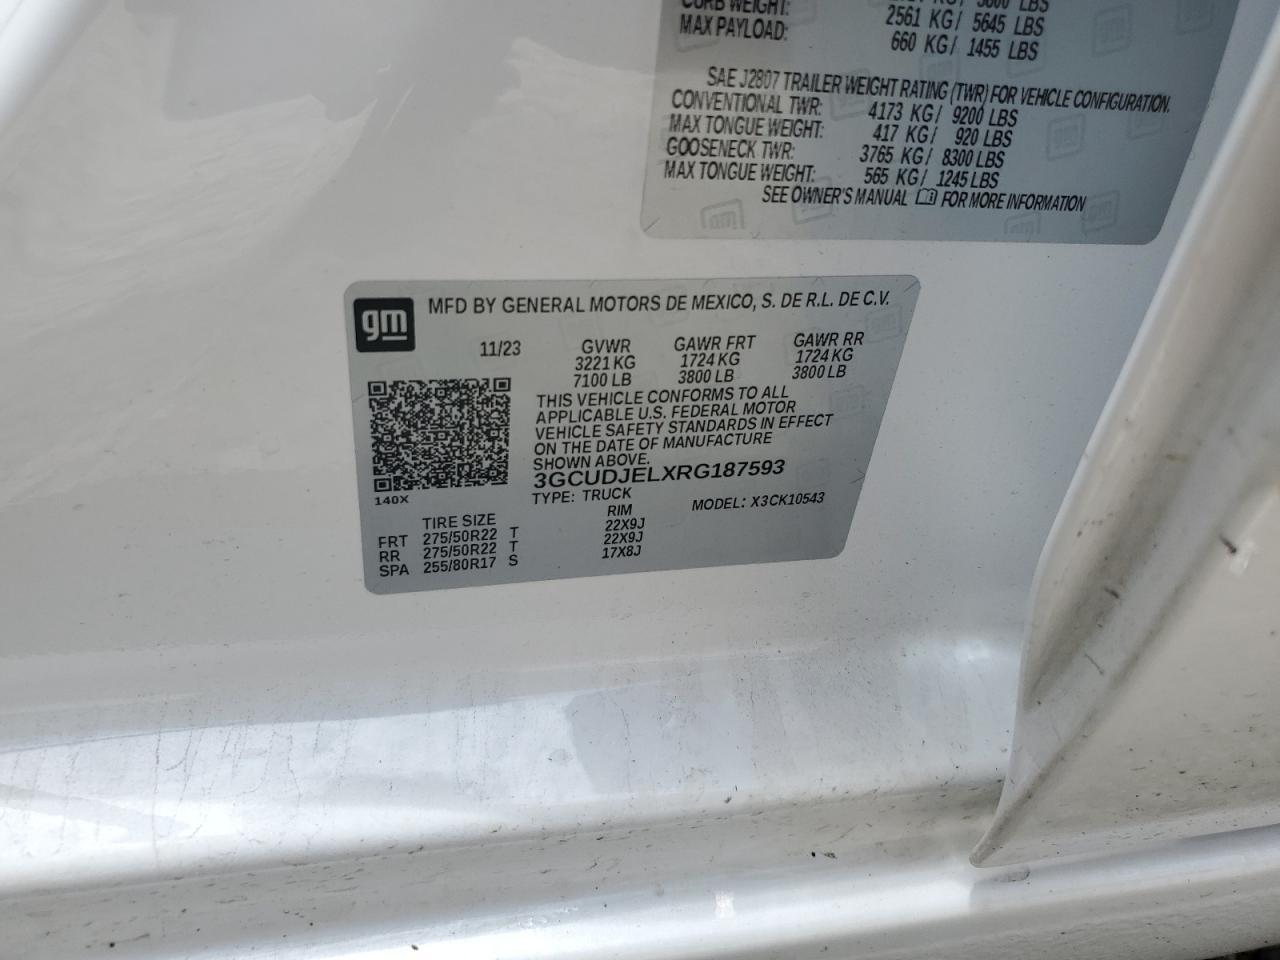 CURB WEIGHT: 2561 KG/ 5645 LBS
MAX PAYLOAD: 660 KG/ 1455 LBS
SAE J2807 TRAILER WEIGHT RATING (TWR) FOR VEHICLE CONFIGURATION.
CONVENTIONAL TWR: 4173 KG/ 9200 LBS
MAX TONGUE WEIGHT: 417 KG/ 920 LBS
GOOSENECK TWR: 3765 KG/ 8300 LBS
MAX TONGUE WEIGHT: 565 KG/ 1245 LBS
SEE OWNER'S MANUAL FOR MORE INFORMATION
gm
MFD BY GENERAL MOTORS DE MEXICO, S. DE R.L. DE C.V.
11/23 GVWR GAWR FRT GAWR RR
3221 KG 1724 KG 1724 KG
7100 LB 3800 LB 3800 LB
THIS VEHICLE CONFORMS TO ALL
APPLICABLE U.S. FEDERAL MOTOR
VEHICLE SAFETY STANDARDS IN EFFECT
ON THE DATE OF MANUFACTURE
SHOWN ABOVE.
3GCUDJELXRG187593
140X
TYPE: TRUCK MODEL: X3CK10543
TIRE SIZE RIM
FRT 275/50R22 T 22X9J
RR 275/50R22 T 22X9J
SPA 255/80R17 S 17X8J